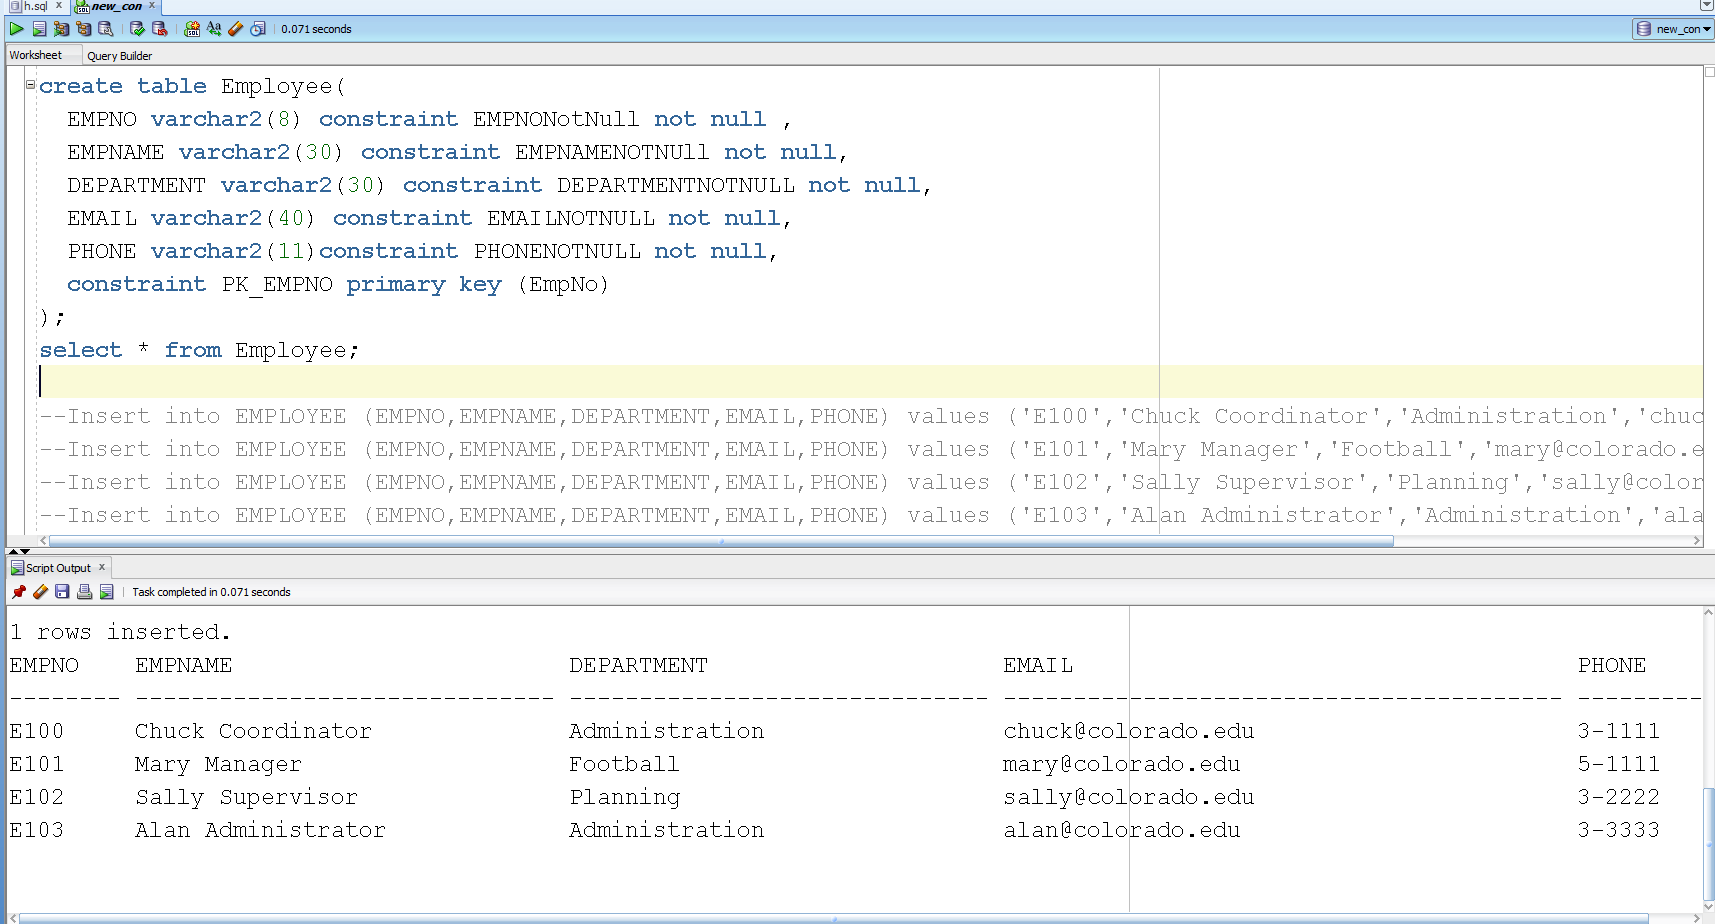 h.sql x new_con x
0.071 seconds new_con
Worksheet Query Builder
create table Employee(
EMPNO varchar2(8) constraint EMPNONotNull not null ,
EMPNAME varchar2(30) constraint EMPNAMENOTNUll not null,
DEPARTMENT varchar2(30) constraint DEPARTMENTNOTNULL not null,
EMAIL varchar2(40) constraint EMAILNOTNULL not null,
PHONE varchar2(11)constraint PHONENOTNULL not null,
constraint PK_EMPNO primary key (EmpNo)
);
select * from Employee;
--Insert into EMPLOYEE (EMPNO,EMPNAME,DEPARTMENT,EMAIL,PHONE) values ('E100','Chuck Coordinator','Administration','chuc
--Insert into EMPLOYEE (EMPNO,EMPNAME,DEPARTMENT,EMAIL,PHONE) values ('E101','Mary Manager','Football','mary@colorado.e
--Insert into EMPLOYEE (EMPNO,EMPNAME,DEPARTMENT,EMAIL,PHONE) values ('E102','Sally Supervisor','Planning','sally@color
--Insert into EMPLOYEE (EMPNO,EMPNAME,DEPARTMENT,EMAIL,PHONE) values ('E103','Alan Administrator','Administration','ala
Script Output x
Task completed in 0.071 seconds
1 rows inserted.
EMPNO EMPNAME DEPARTMENT EMAIL PHONE
-------- ------------------------------ ------------------------------ ---------------------------------------- ---------
E100 Chuck Coordinator Administration chuck@colorado.edu 3-1111
E101 Mary Manager Football mary@colorado.edu 5-1111
E102 Sally Supervisor Planning sally@colorado.edu 3-2222
E103 Alan Administrator Administration alan@colorado.edu 3-3333